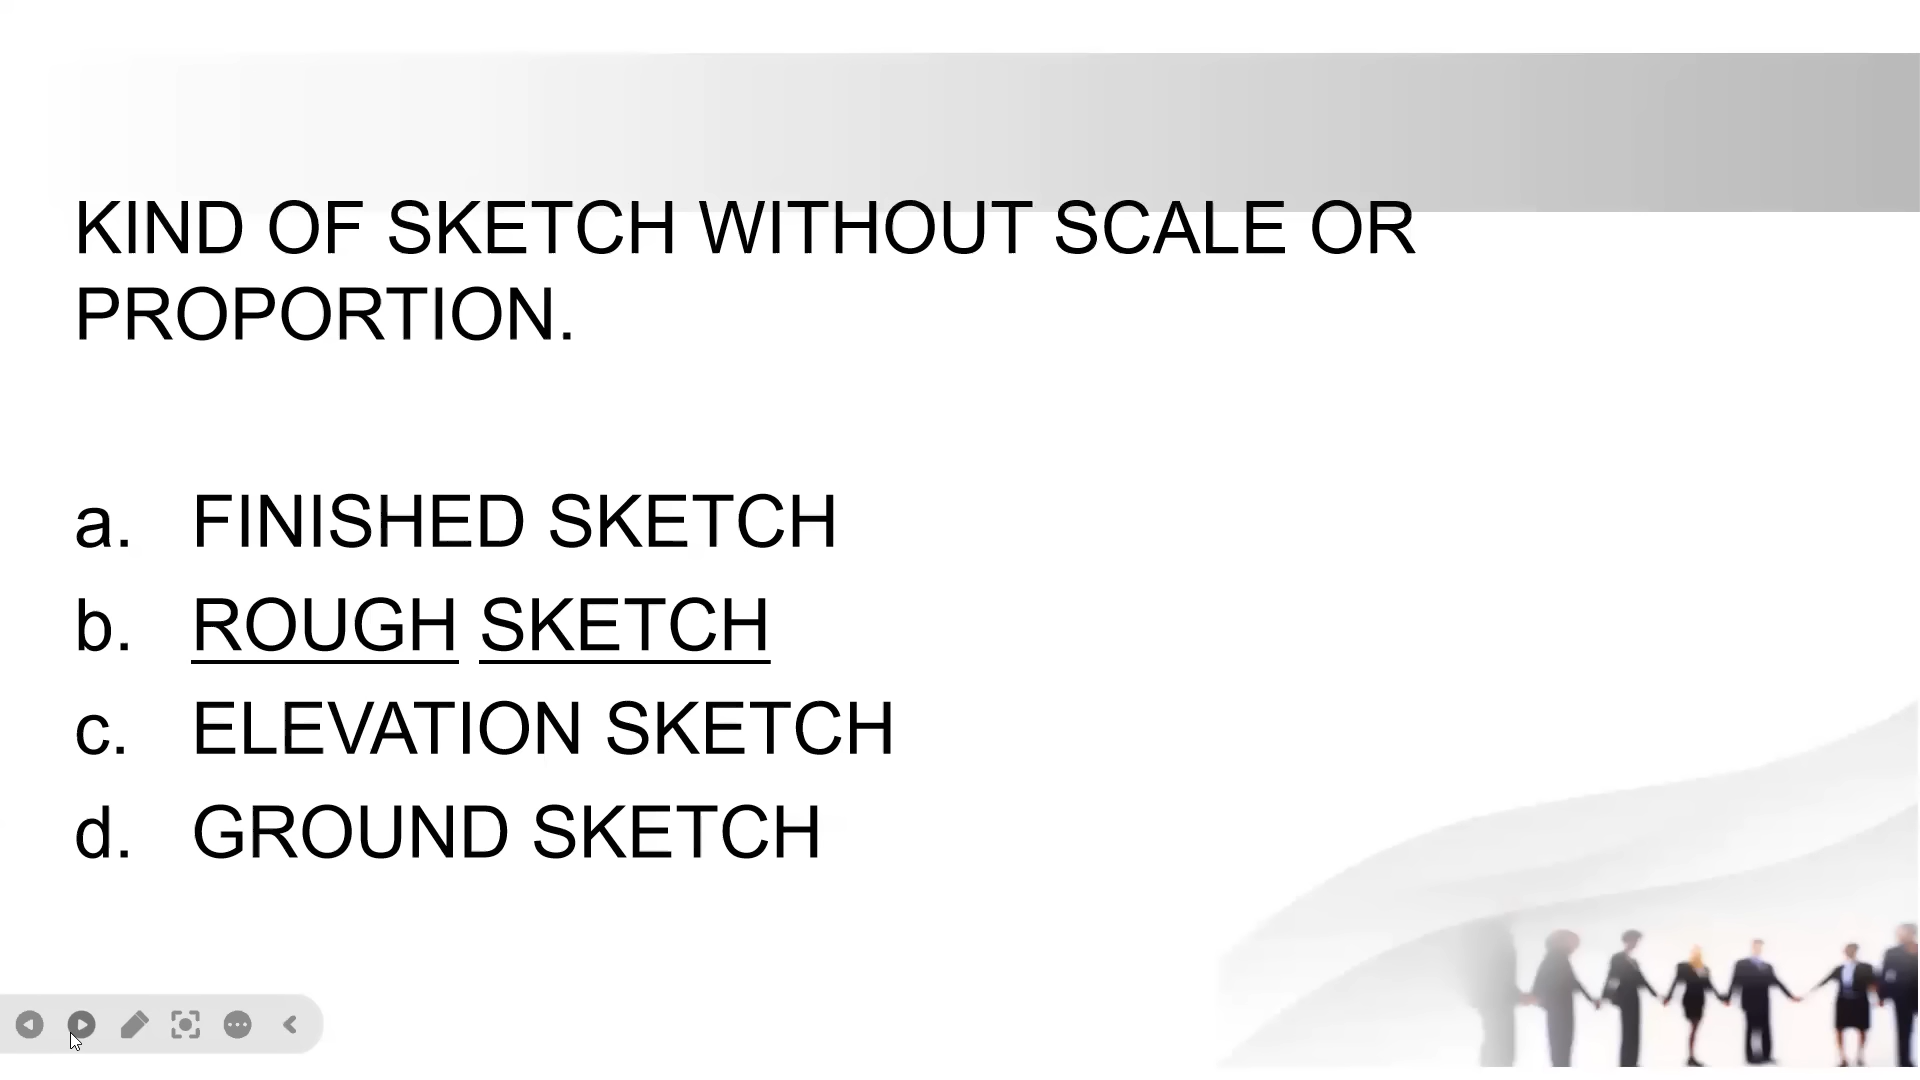 KIND OF SKETCH WITHOUT SCALE OR
PROPORTION.
a. FINISHED SKETCH
b. ROUGH SKETCH
c. ELEVATION SKETCH
d. GROUND SKETCH